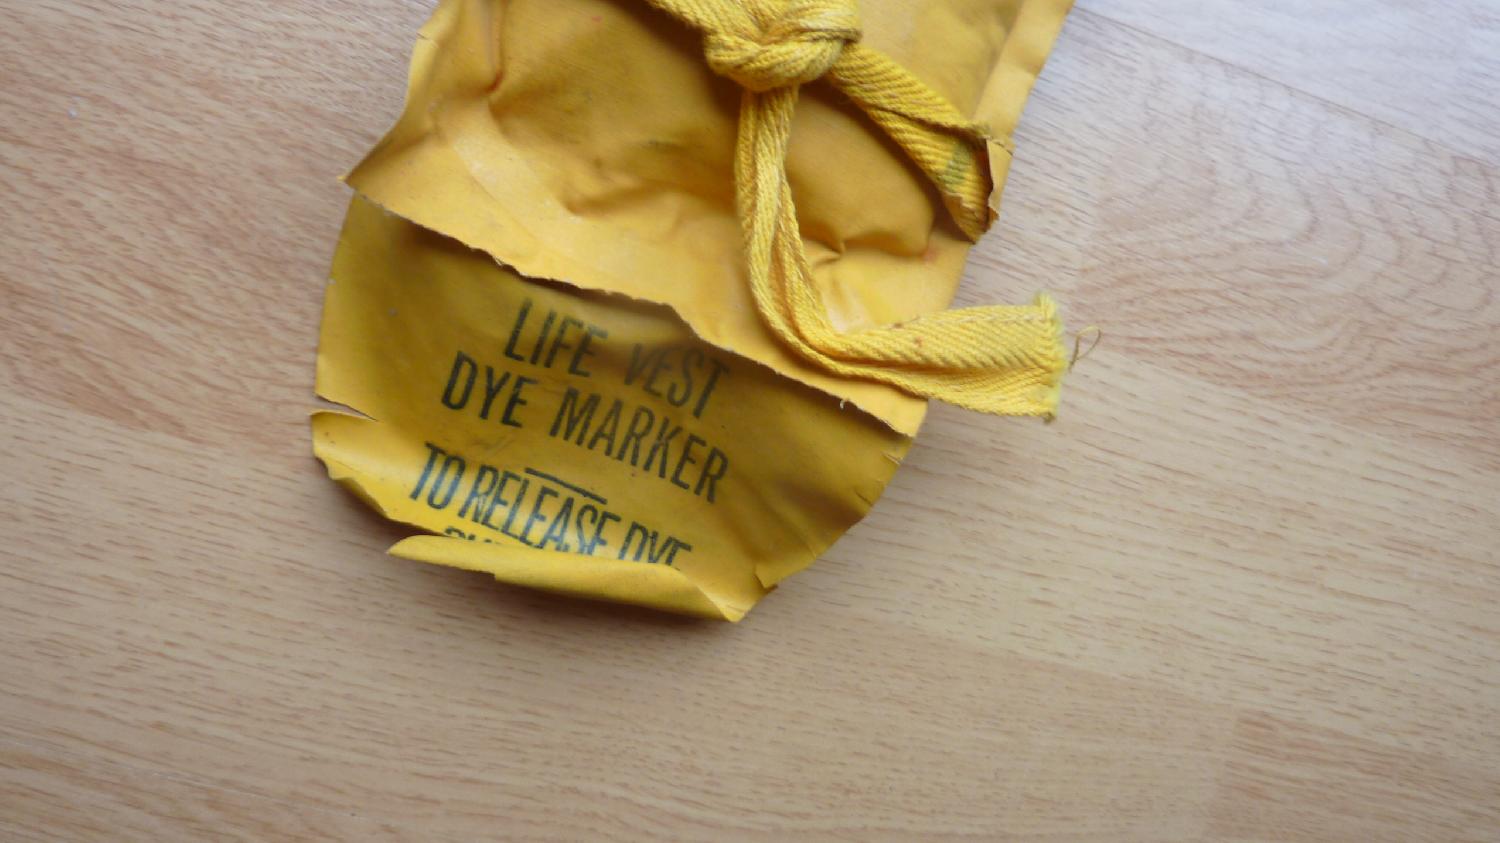 LIFE VEST
DYE MARKER
TO RELEASE DYE